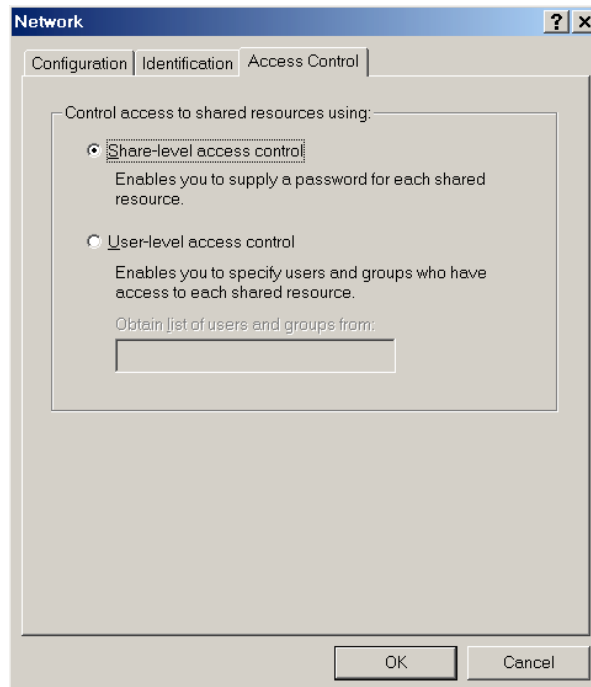 Network
Configuration Identification Access Control
Control access to shared resources using:
Share-level access control
Enables you to supply a password for each shared
resource.
User-level access control
Enables you to specify users and groups who have
access to each shared resource.
Obtain list of users and groups from:
OK Cancel